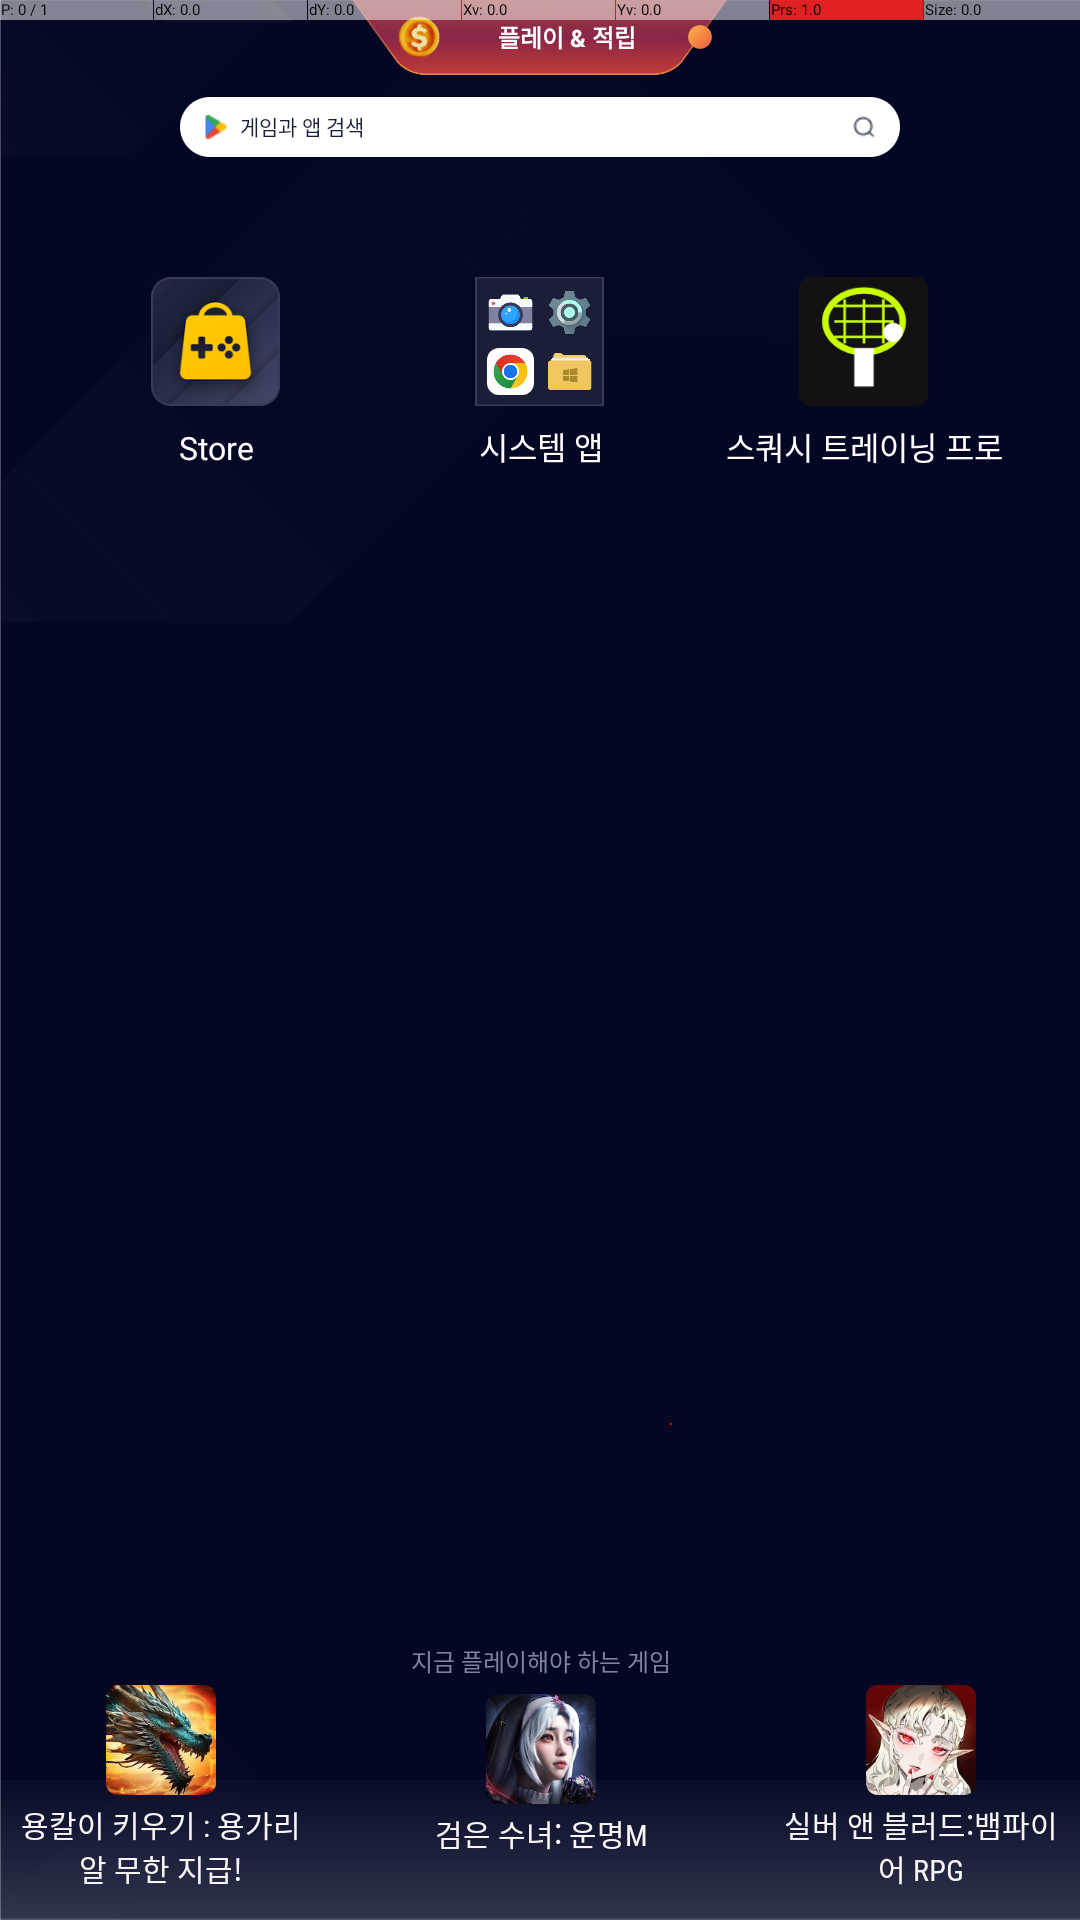 P: 0 / 1 dX: 0.0 dY: 0.0 Xv: 0.0 Yv: 0.0 Prs: 1.0 Size: 0.0
플레이 & 적립
게임과 앱 검색
Store 시스템 앱 스쿼시 트레이닝 프로
지금 플레이해야 하는 게임
용칼이 키우기 : 용가리
알 무한 지급!
검은 수녀: 운명M
실버 앤 블러드:뱀파이
어 RPG